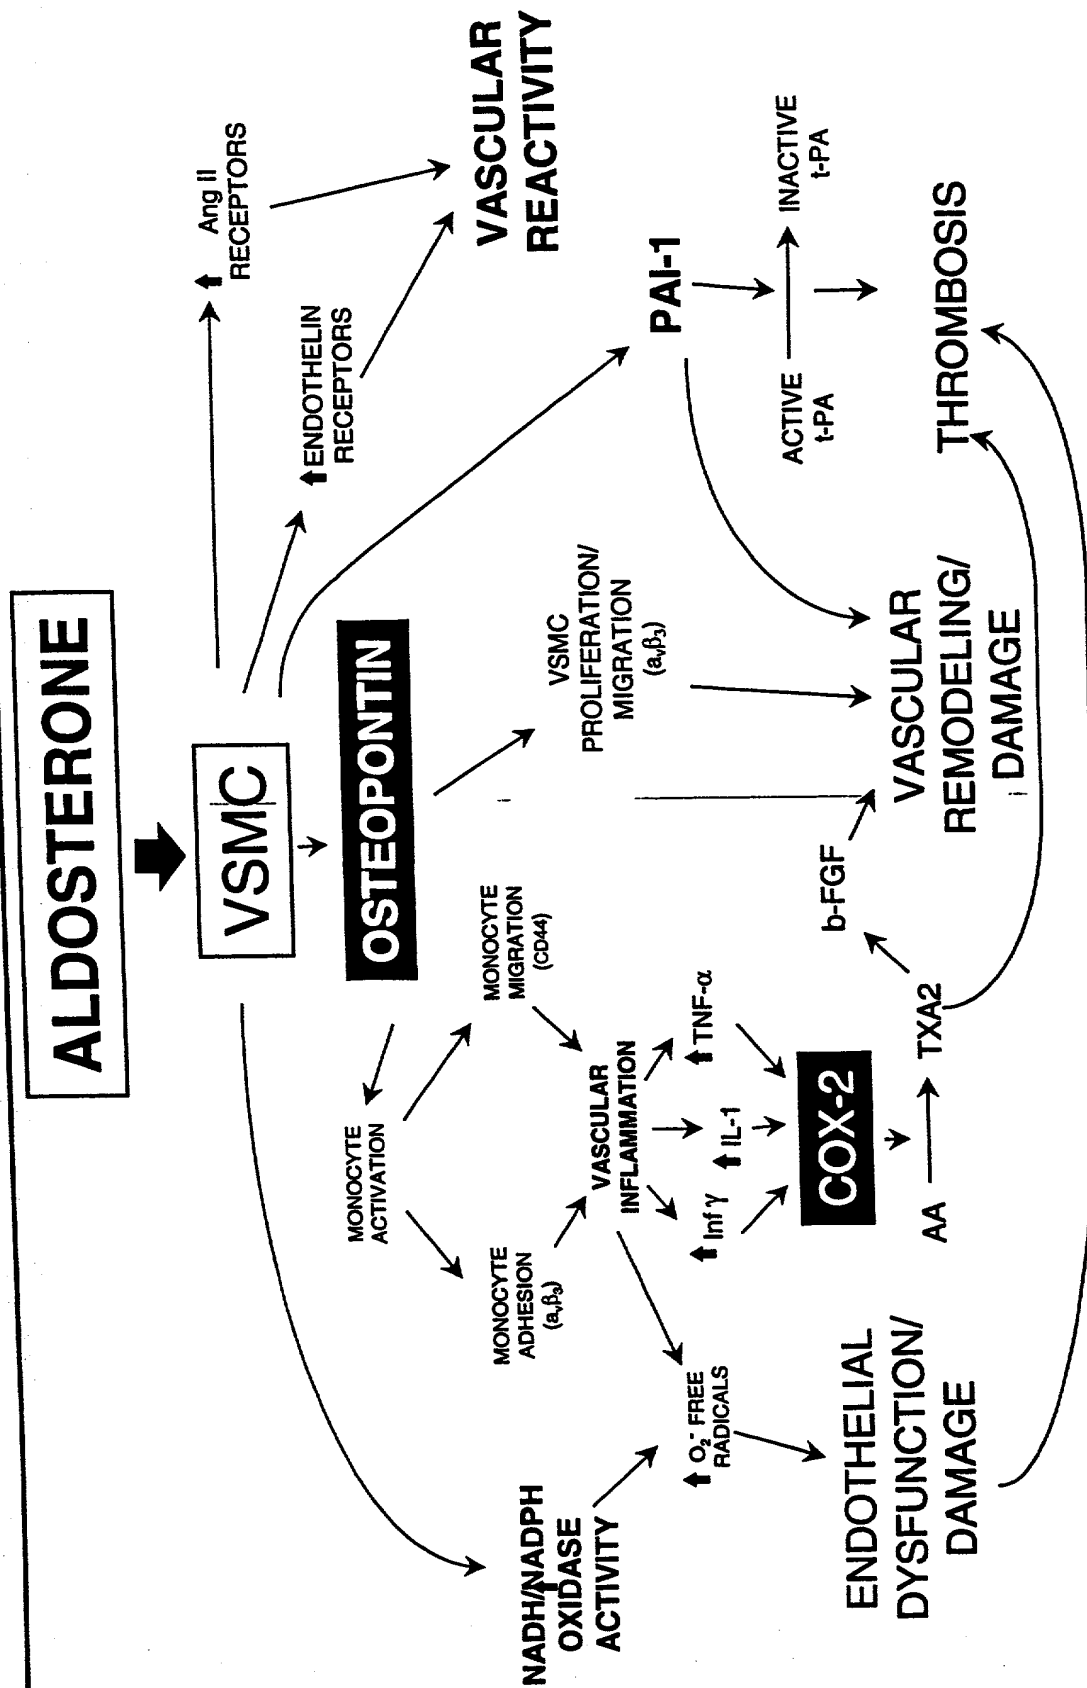 ALDOSTERONE
VSMC
OSTEOPONTIN
↑ Ang II
RECEPTORS
↑ENDOTHELIN
RECEPTORS
VASCULAR
REACTIVITY
MONOCYTE
ACTIVATION
MONOCYTE
MIGRATION
(CD44)
MONOCYTE
ADHESION
(aᵥβ₃)
VSMC
PROLIFERATION/
MIGRATION
(aᵥβ₃)
PAI-1
NADH/NADPH
OXIDASE
ACTIVITY
VASCULAR
INFLAMMATION
↑ O₂⁻ FREE
RADICALS
↑ Inf γ
↑ IL-1
↑ TNF-α
ACTIVE
t-PA
INACTIVE
t-PA
COX-2
b-FGF
AA
TXA2
ENDOTHELIAL
DYSFUNCTION/
DAMAGE
VASCULAR
REMODELING/
DAMAGE
THROMBOSIS